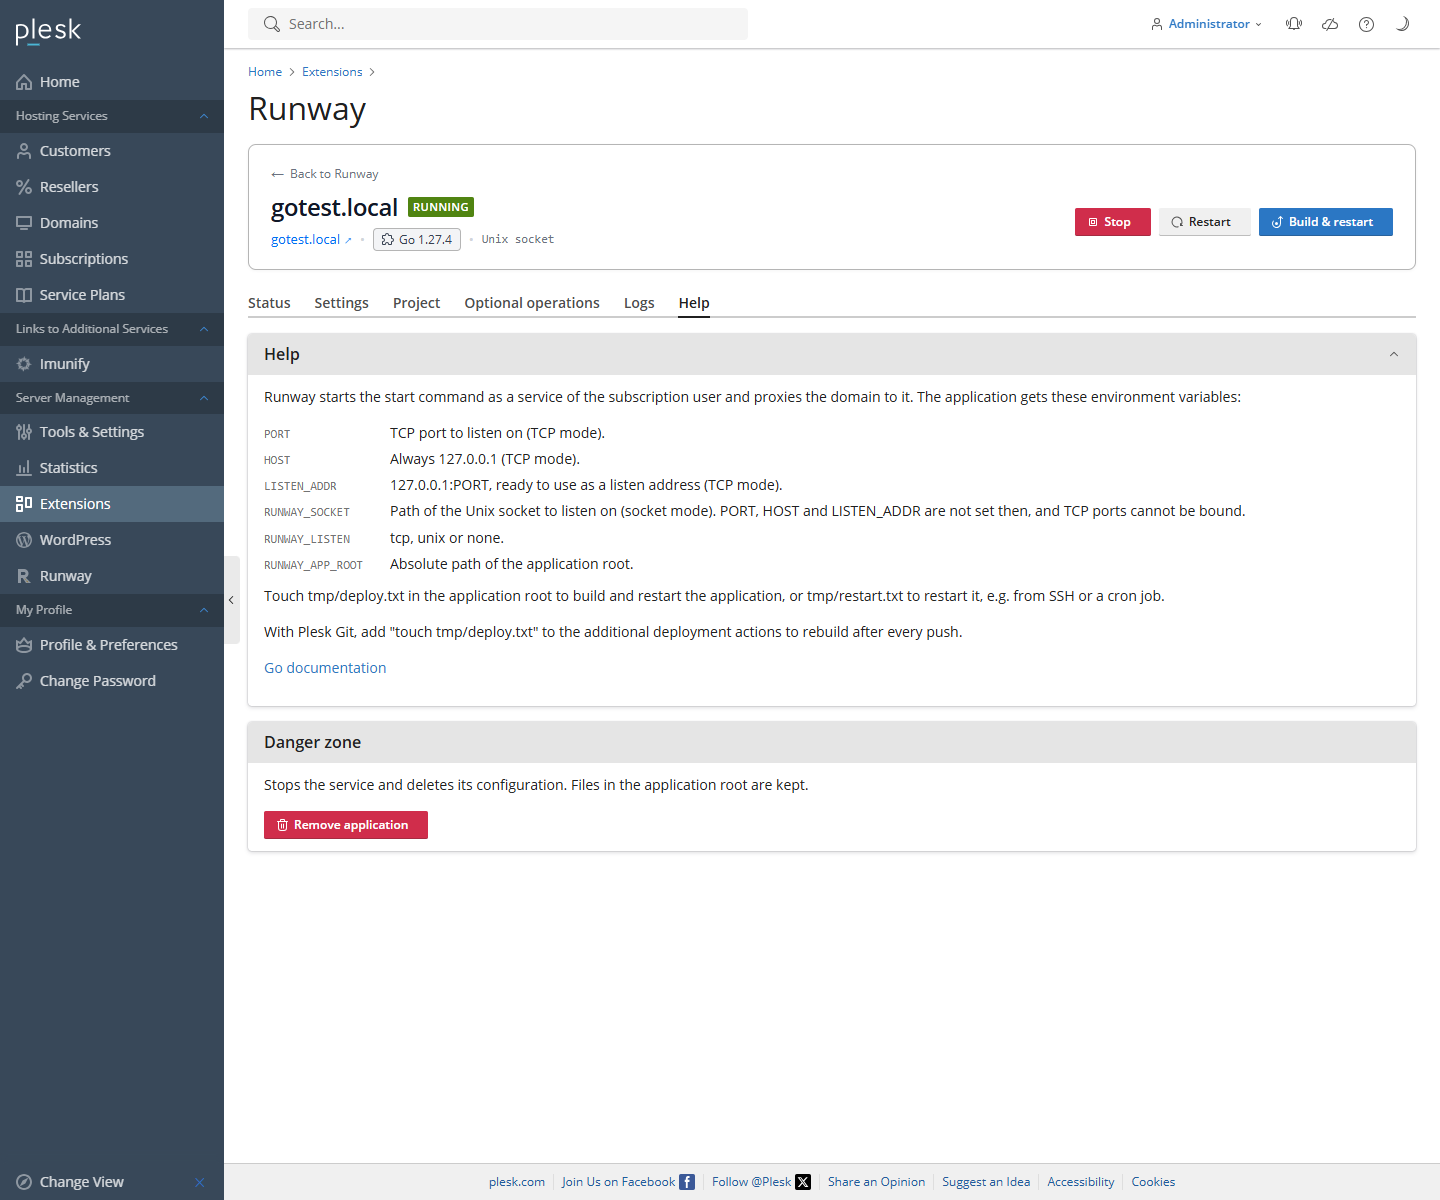 plesk
Search...
Administrator
Home
Hosting Services
Customers
Resellers
Domains
Subscriptions
Service Plans
Links to Additional Services
Imunify
Server Management
Tools & Settings
Statistics
Extensions
WordPress
Runway
My Profile
Profile & Preferences
Change Password
Change View
Home > Extensions >
Runway
← Back to Runway
gotest.local RUNNING
gotest.local ↗ • Go 1.27.4 • Unix socket
Stop Restart Build & restart
Status Settings Project Optional operations Logs Help
Help
Runway starts the start command as a service of the subscription user and proxies the domain to it. The application gets these environment variables:
PORT TCP port to listen on (TCP mode).
HOST Always 127.0.0.1 (TCP mode).
LISTEN_ADDR 127.0.0.1:PORT, ready to use as a listen address (TCP mode).
RUNWAY_SOCKET Path of the Unix socket to listen on (socket mode). PORT, HOST and LISTEN_ADDR are not set then, and TCP ports cannot be bound.
RUNWAY_LISTEN tcp, unix or none.
RUNWAY_APP_ROOT Absolute path of the application root.
Touch tmp/deploy.txt in the application root to build and restart the application, or tmp/restart.txt to restart it, e.g. from SSH or a cron job.
With Plesk Git, add "touch tmp/deploy.txt" to the additional deployment actions to rebuild after every push.
Go documentation
Danger zone
Stops the service and deletes its configuration. Files in the application root are kept.
Remove application
plesk.com Join Us on Facebook Follow @Plesk Share an Opinion Suggest an Idea Accessibility Cookies